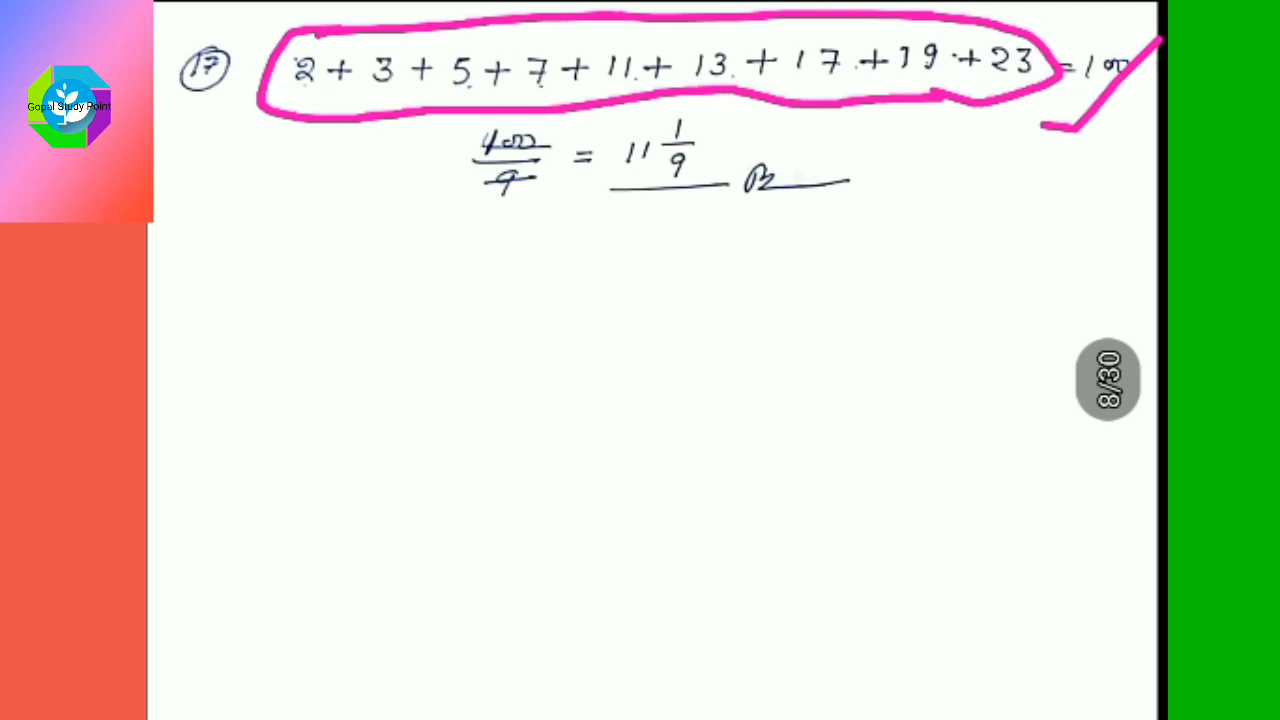 Gopal Study Point
17 2 + 3 + 5 + 7 + 11 + 13 + 17 + 19 + 23 = 100
100/9 = 11 1/9
8/30